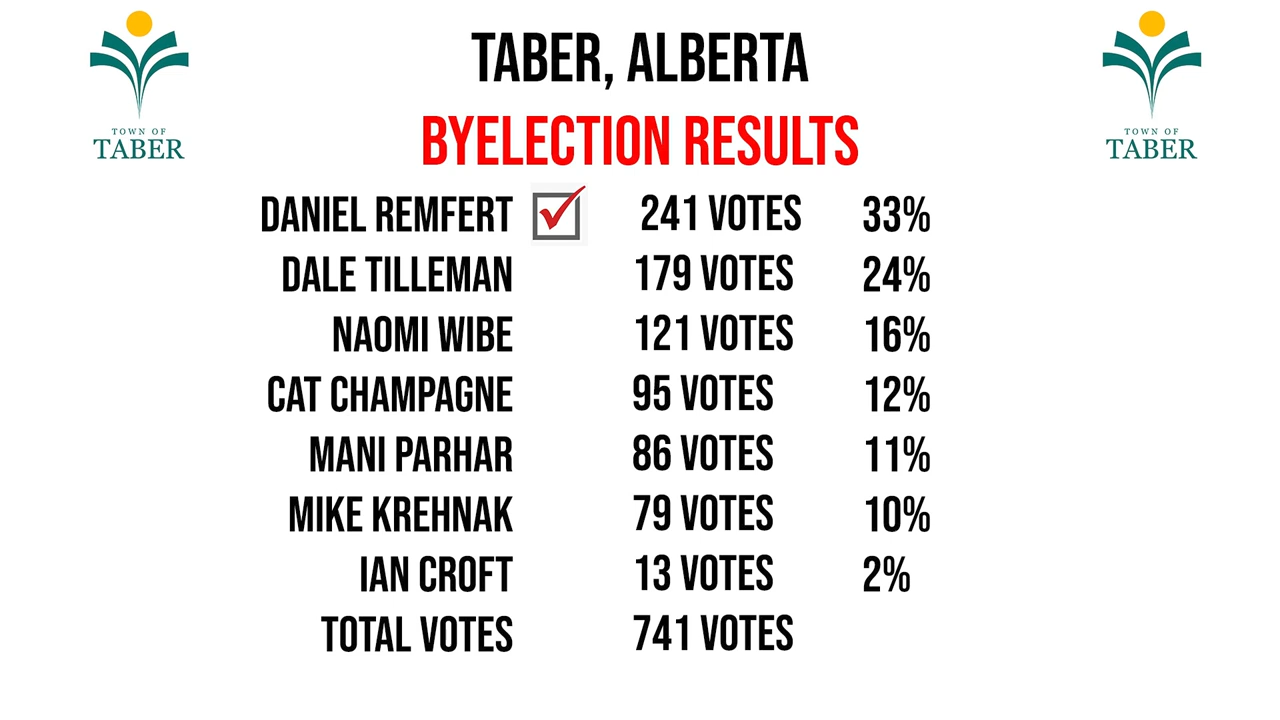 TOWN OF
TABER
TABER, ALBERTA
TOWN OF
TABER
BYELECTION RESULTS
DANIEL REMFERT 241 VOTES 33%
DALE TILLEMAN 179 VOTES 24%
NAOMI WIBE 121 VOTES 16%
CAT CHAMPAGNE 95 VOTES 12%
MANI PARHAR 86 VOTES 11%
MIKE KREHNAK 79 VOTES 10%
IAN CROFT 13 VOTES 2%
TOTAL VOTES 741 VOTES